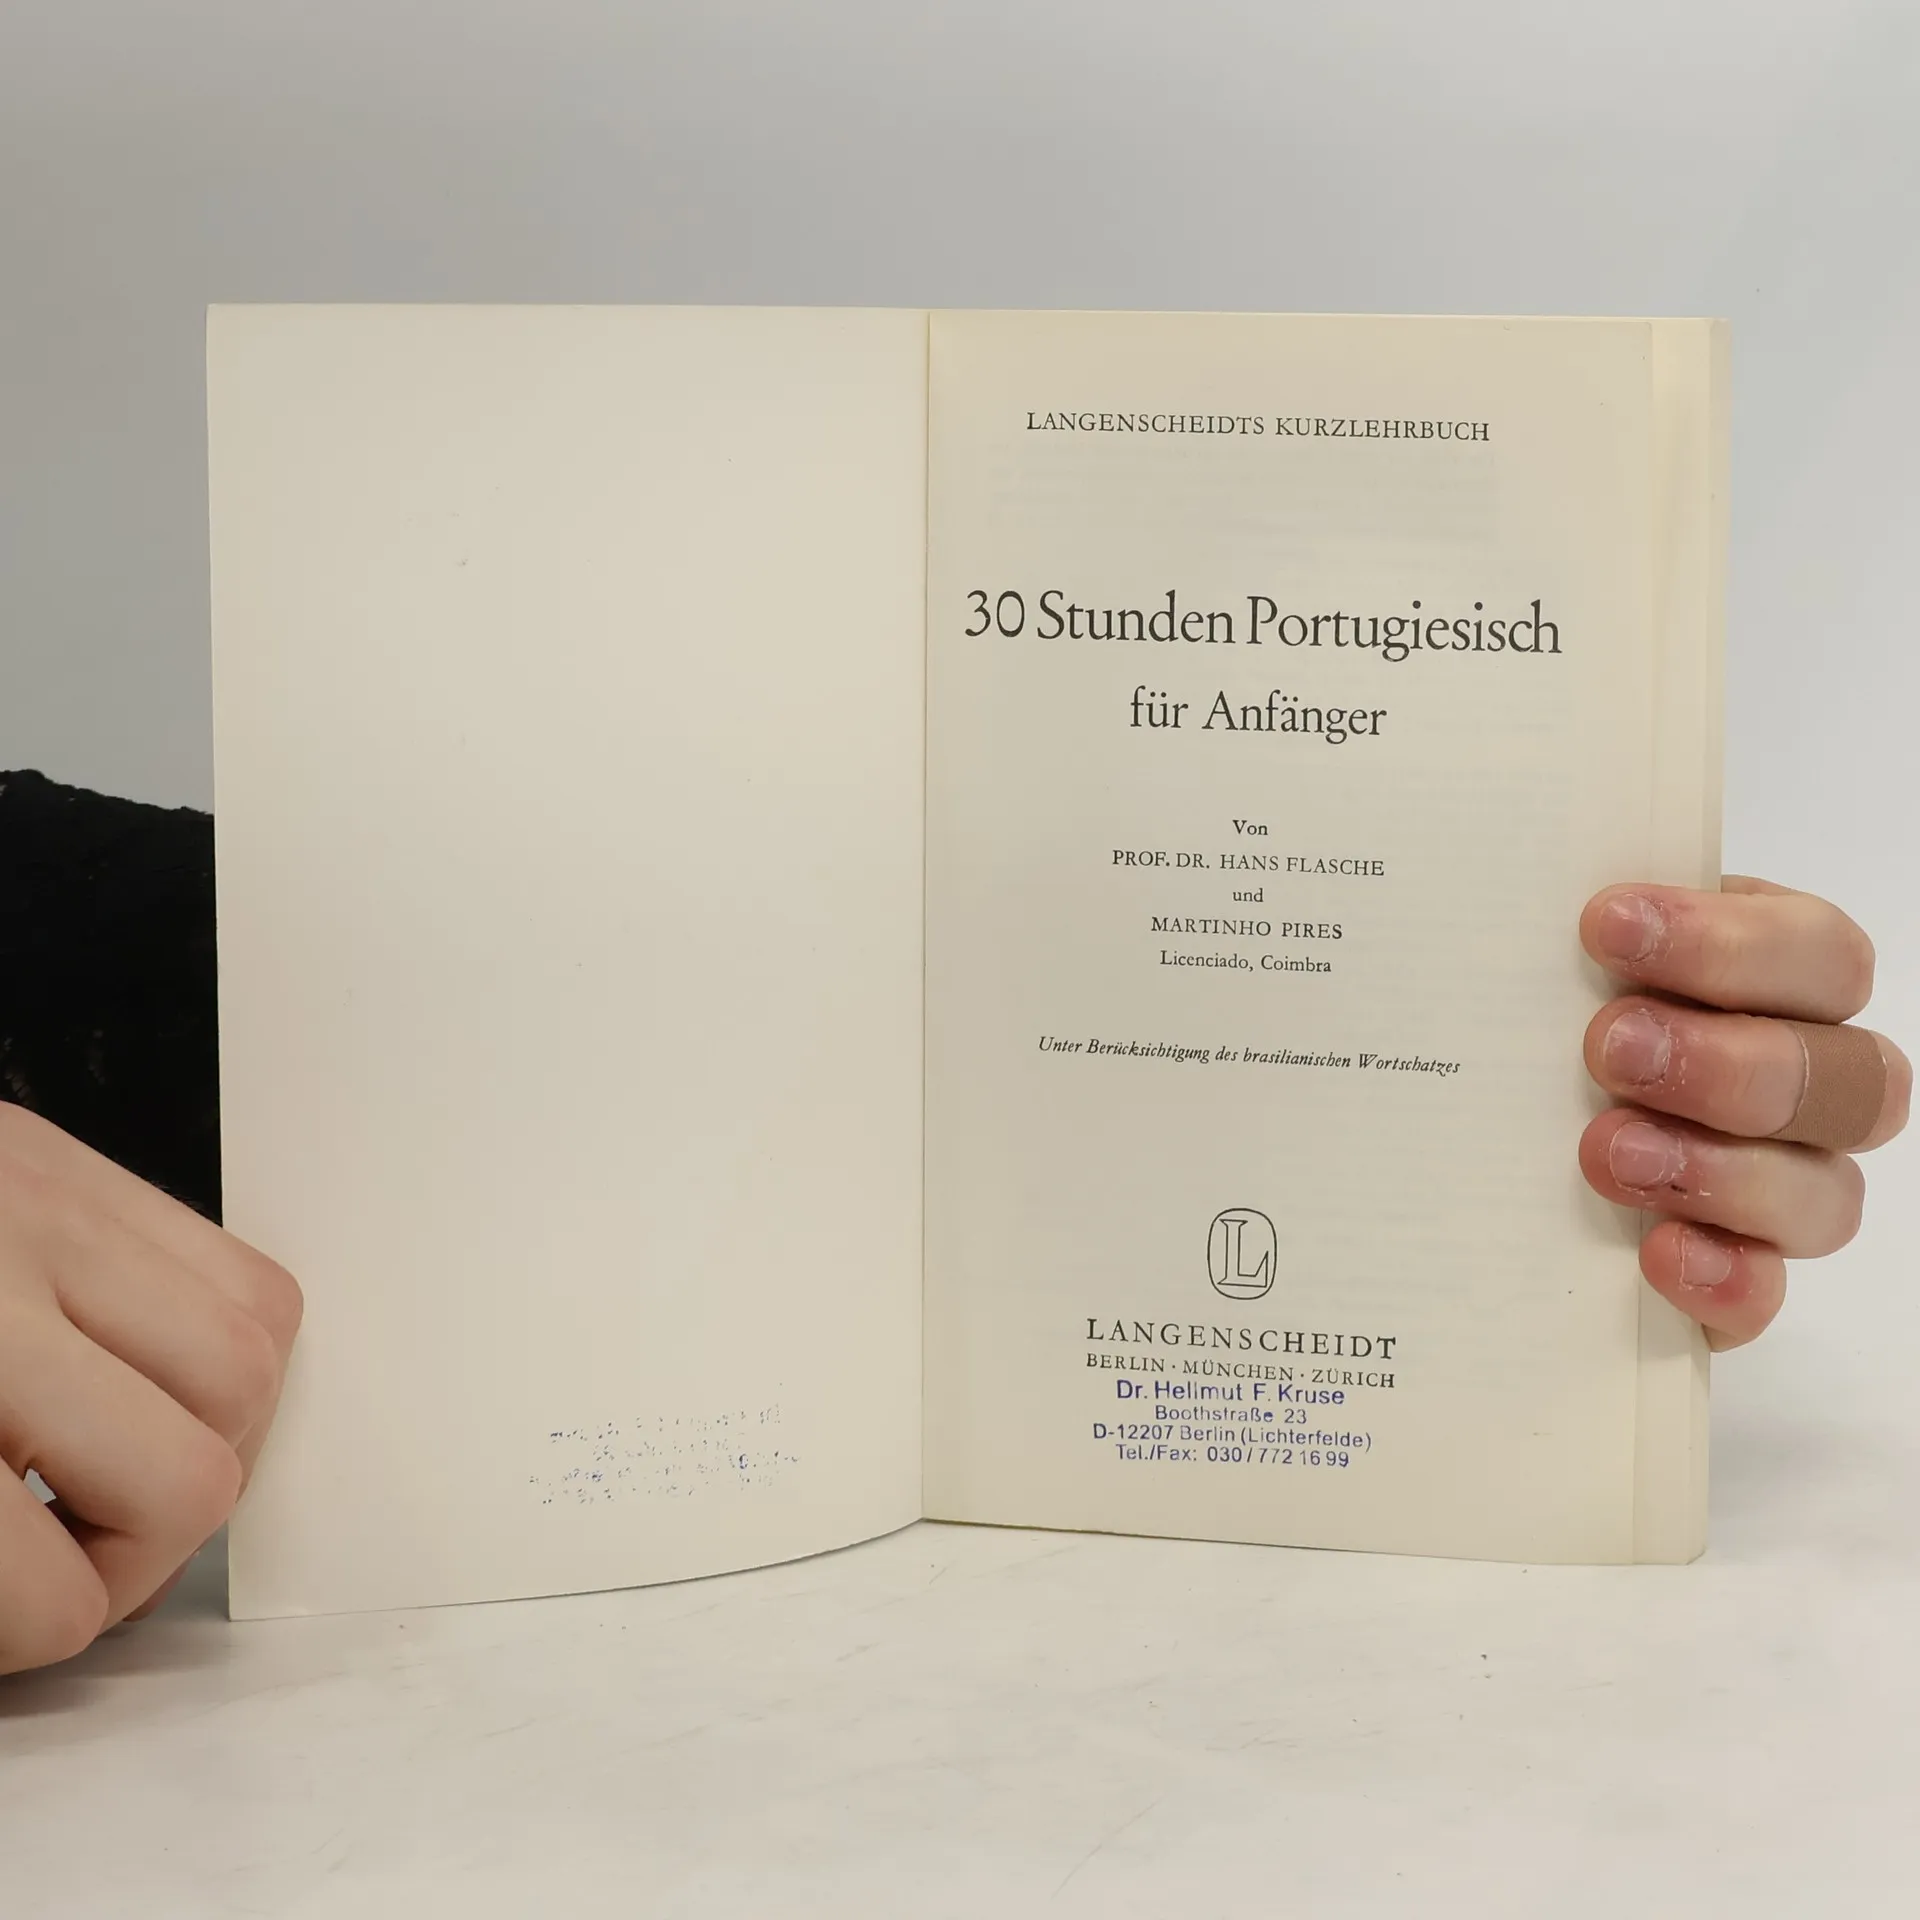 LANGENSCHEIDTS KURZLEHRBUCH
30 Stunden Portugiesisch
für Anfänger
Von
PROF. DR. HANS FLASCHE
und
MARTINHO PIRES
Licenciado, Coimbra
Unter Berücksichtigung des brasilianischen Wortschatzes
L
LANGENSCHEIDT
BERLIN · MÜNCHEN · ZÜRICH
Dr. Hellmut F. Kruse
Boothstraße 23
D-12207 Berlin (Lichterfelde)
Tel./Fax: 030/772 16 99